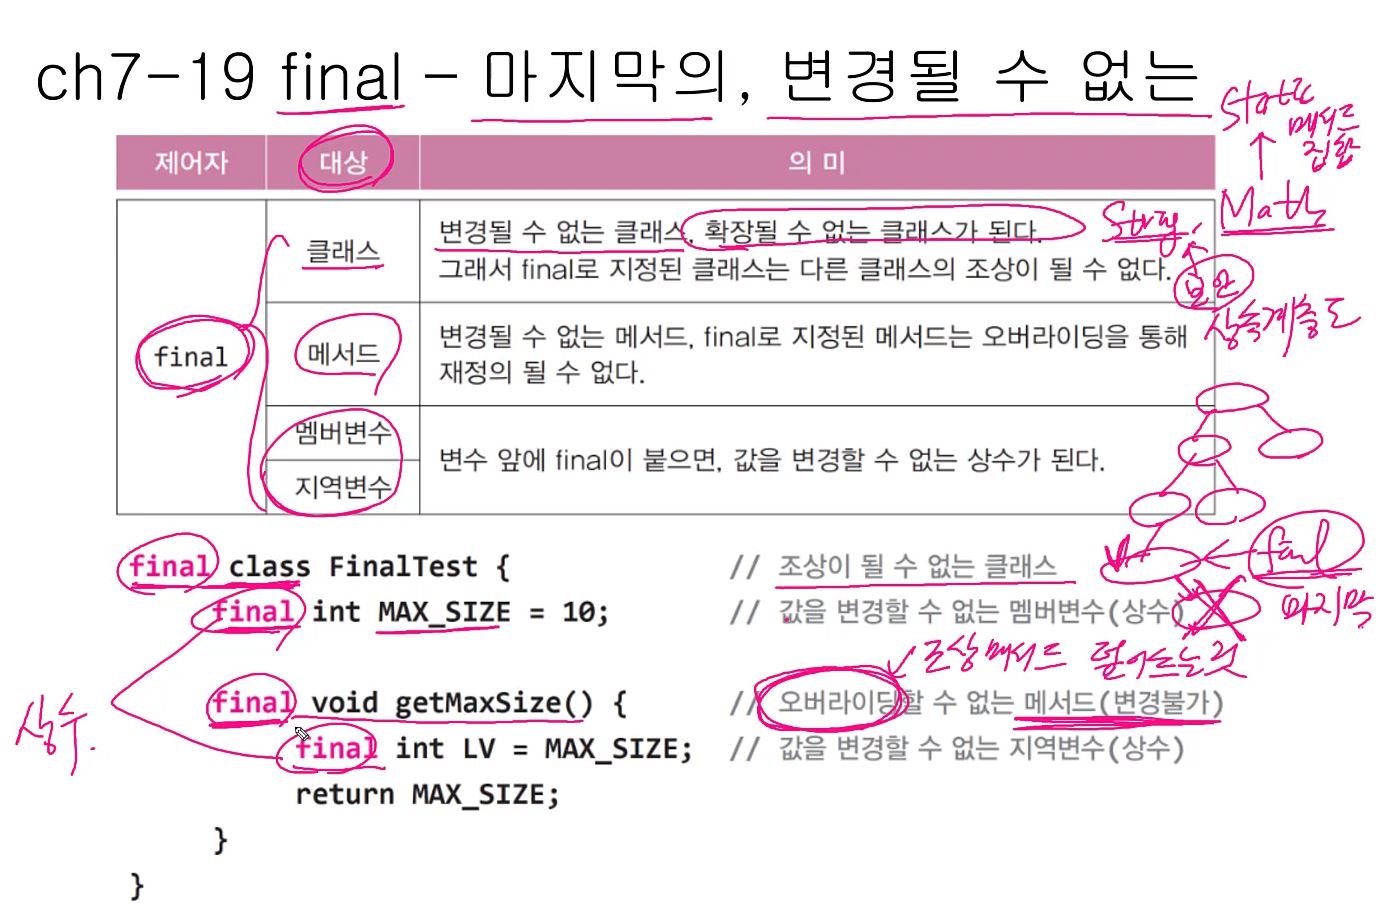 ch7-19 final - 마지막의, 변경될 수 없는
static
메서드
집합
제어자 대상 의 미
Math
String,
클래스 변경될 수 없는 클래스, 확장될 수 없는 클래스가 된다.
그래서 final로 지정된 클래스는 다른 클래스의 조상이 될 수 없다.
보안
상속계층도
final
메서드 변경될 수 없는 메서드, final로 지정된 메서드는 오버라이딩을 통해
재정의 될 수 없다.
멤버변수
변수 앞에 final이 붙으면, 값을 변경할 수 없는 상수가 된다.
지역변수
final class FinalTest { // 조상이 될 수 없는 클래스
final
final int MAX_SIZE = 10; // 값을 변경할 수 없는 멤버변수(상수)
마지막
조상메서드 덮어쓰는것
final void getMaxSize() { // 오버라이딩할 수 없는 메서드(변경불가)
상수.
final int LV = MAX_SIZE; // 값을 변경할 수 없는 지역변수(상수)
return MAX_SIZE;
}
}